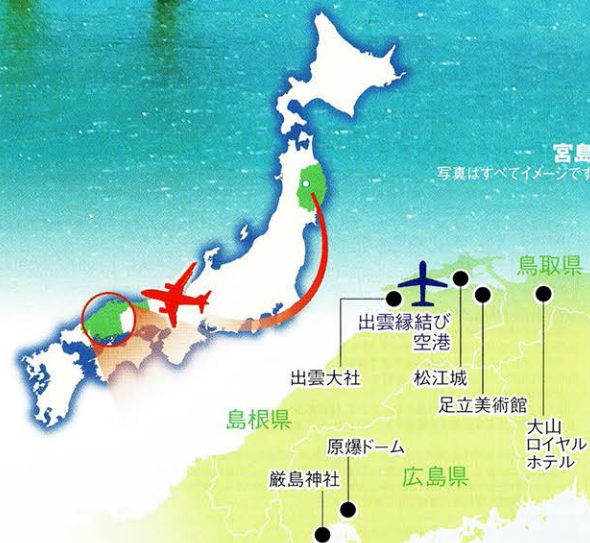 宮島
写真はすべてイメージです
鳥取県
出雲縁結び
空港
出雲大社
松江城
足立美術館
大山
ロイヤル
ホテル
島根県
原爆ドーム
厳島神社
広島県